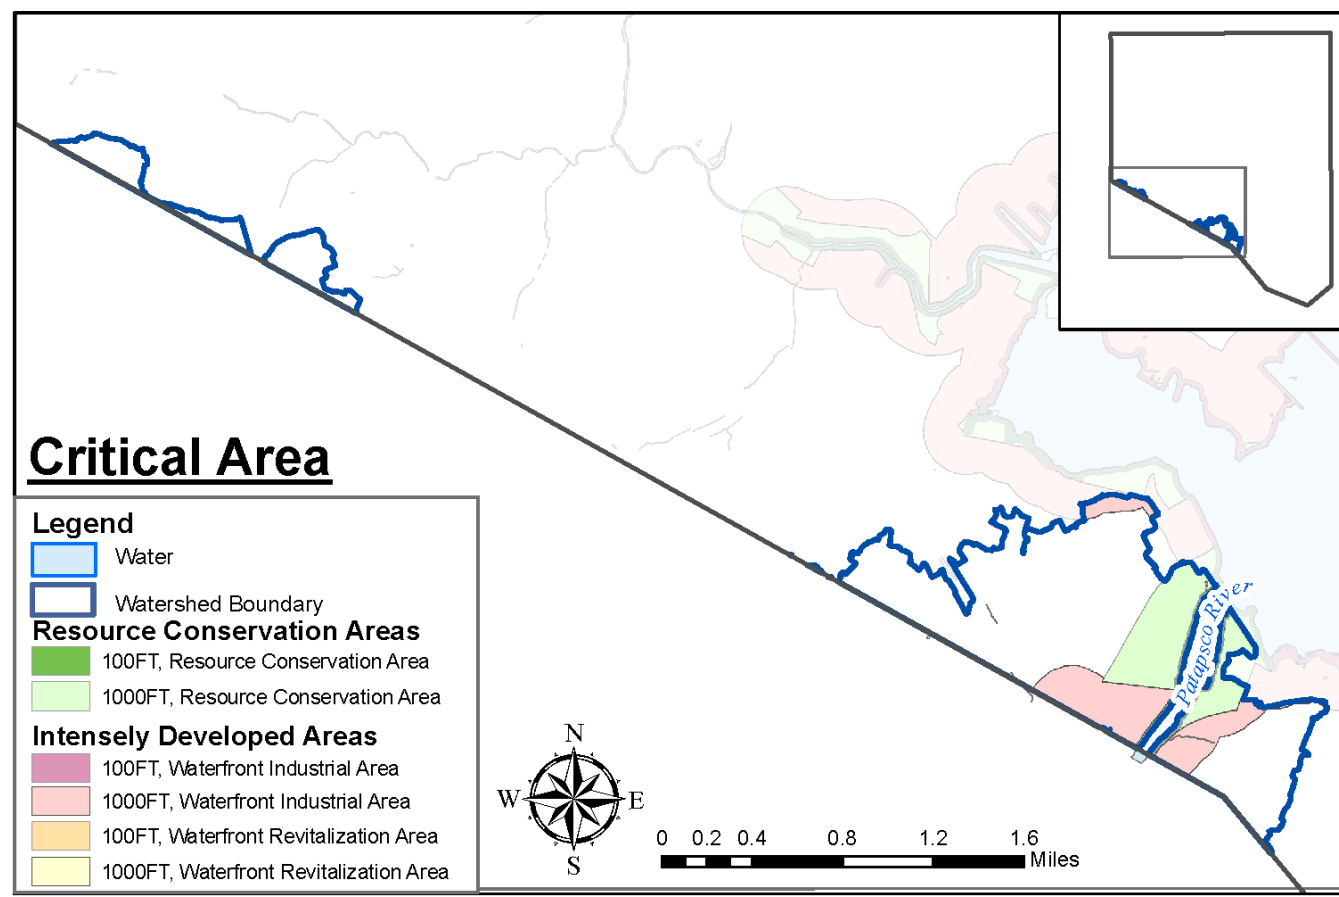 Critical Area
Legend
Water
Watershed Boundary
Resource Conservation Areas
100FT, Resource Conservation Area
1000FT, Resource Conservation Area
Intensely Developed Areas
100FT, Waterfront Industrial Area
1000FT, Waterfront Industrial Area
100FT, Waterfront Revitalization Area
1000FT, Waterfront Revitalization Area
N
W E
S
0 0.2 0.4 0.8 1.2 1.6
Miles
Patapsco River